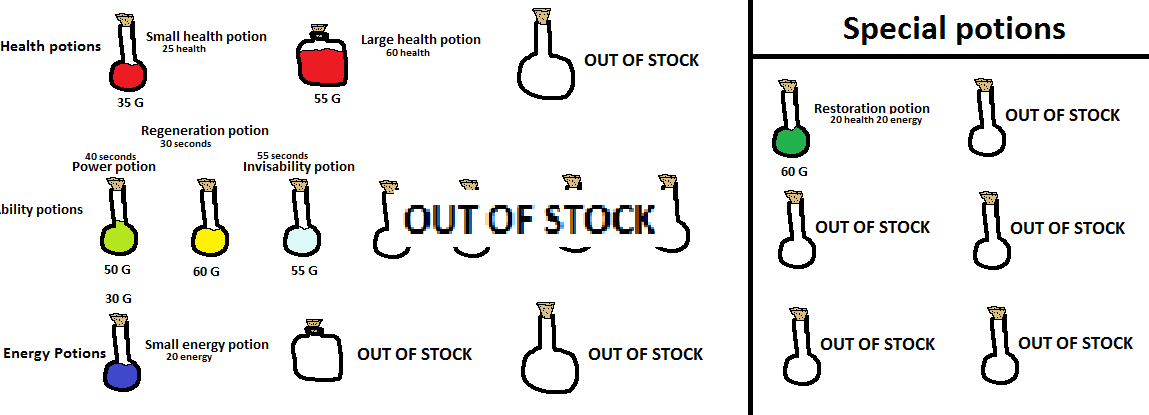 Health potions
Small health potion
25 health
35 G
Large health potion
60 health
55 G
OUT OF STOCK
Regeneration potion
30 seconds
40 seconds
Power potion
55 seconds
Invisability potion
bility potions
50 G
60 G
55 G
OUT OF STOCK
30 G
Energy Potions
Small energy potion
20 energy
OUT OF STOCK
OUT OF STOCK
Special potions
Restoration potion
20 health 20 energy
60 G
OUT OF STOCK
OUT OF STOCK
OUT OF STOCK
OUT OF STOCK
OUT OF STOCK